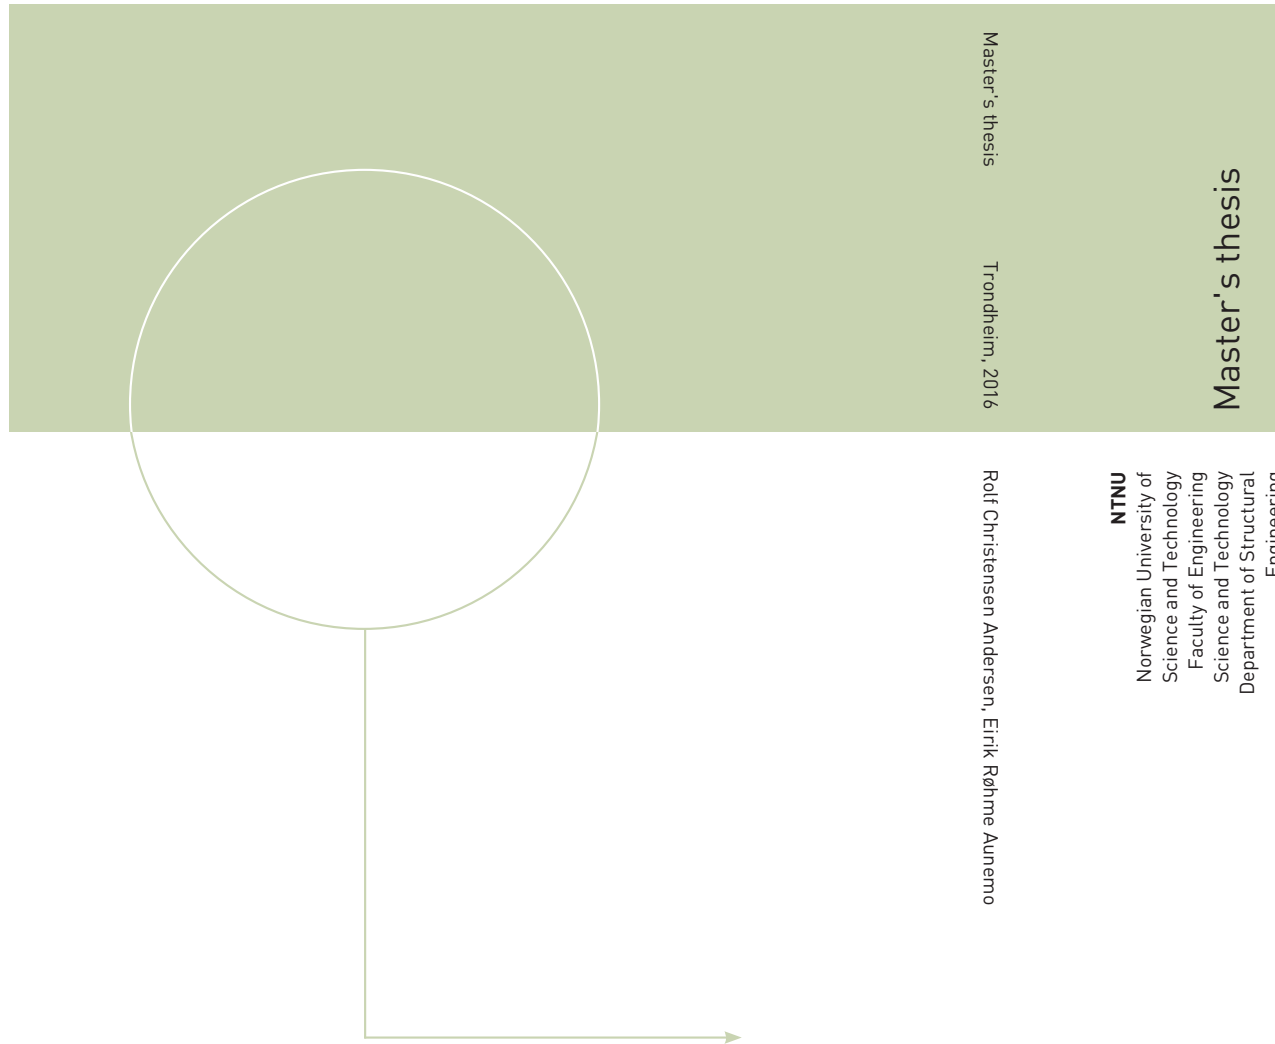 Master's thesis
Trondheim, 2016
Rolf Christensen Andersen, Eirik Røhme Aunemo
Master's thesis
NTNU
Norwegian University of
Science and Technology
Faculty of Engineering
Science and Technology
Department of Structural
Engineering